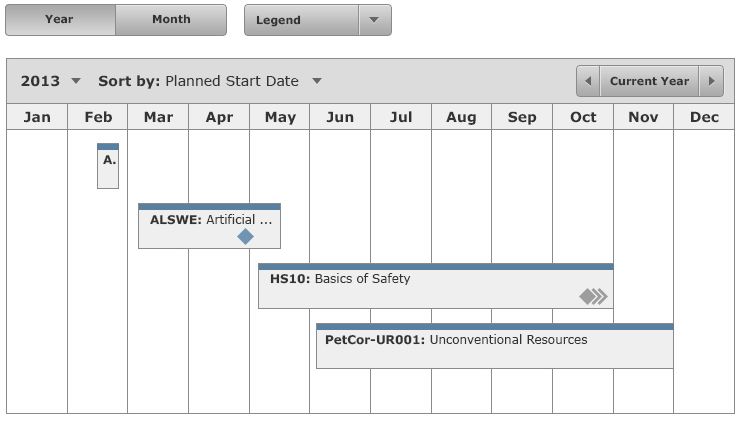 Year Month Legend
2013 Sort by: Planned Start Date Current Year
Jan Feb Mar Apr May Jun Jul Aug Sep Oct Nov Dec
A.
ALSWE: Artificial ...
HS10: Basics of Safety
PetCor-UR001: Unconventional Resources